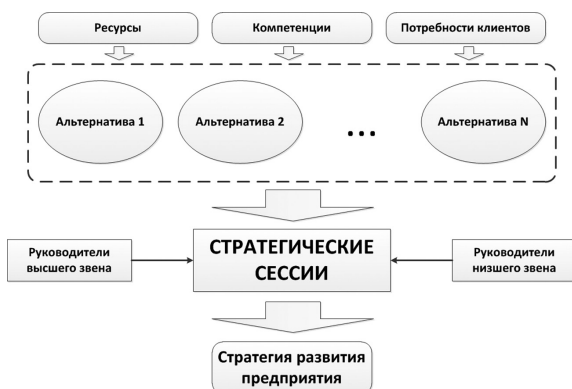 Ресурсы
Компетенции
Потребности клиентов
Альтернатива 1
Альтернатива 2
...
Альтернатива N
Руководители
высшего звена
СТРАТЕГИЧЕСКИЕ
СЕССИИ
Руководители
низшего звена
Стратегия развития
предприятия